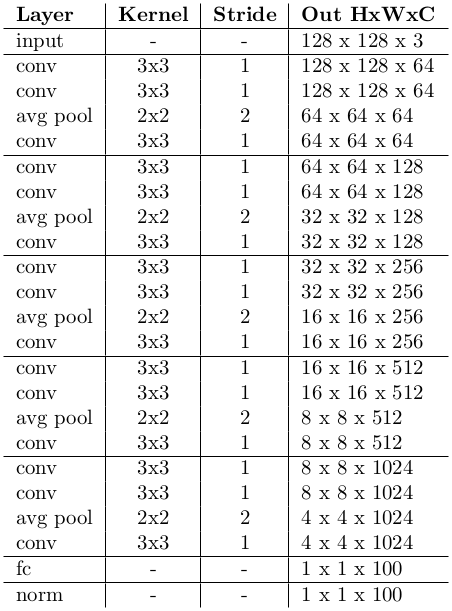 Layer Kernel Stride Out HxWxC
input - - 128 x 128 x 3
conv 3x3 1 128 x 128 x 64
conv 3x3 1 128 x 128 x 64
avg pool 2x2 2 64 x 64 x 64
conv 3x3 1 64 x 64 x 64
conv 3x3 1 64 x 64 x 128
conv 3x3 1 64 x 64 x 128
avg pool 2x2 2 32 x 32 x 128
conv 3x3 1 32 x 32 x 128
conv 3x3 1 32 x 32 x 256
conv 3x3 1 32 x 32 x 256
avg pool 2x2 2 16 x 16 x 256
conv 3x3 1 16 x 16 x 256
conv 3x3 1 16 x 16 x 512
conv 3x3 1 16 x 16 x 512
avg pool 2x2 2 8 x 8 x 512
conv 3x3 1 8 x 8 x 512
conv 3x3 1 8 x 8 x 1024
conv 3x3 1 8 x 8 x 1024
avg pool 2x2 2 4 x 4 x 1024
conv 3x3 1 4 x 4 x 1024
fc - - 1 x 1 x 100
norm - - 1 x 1 x 100